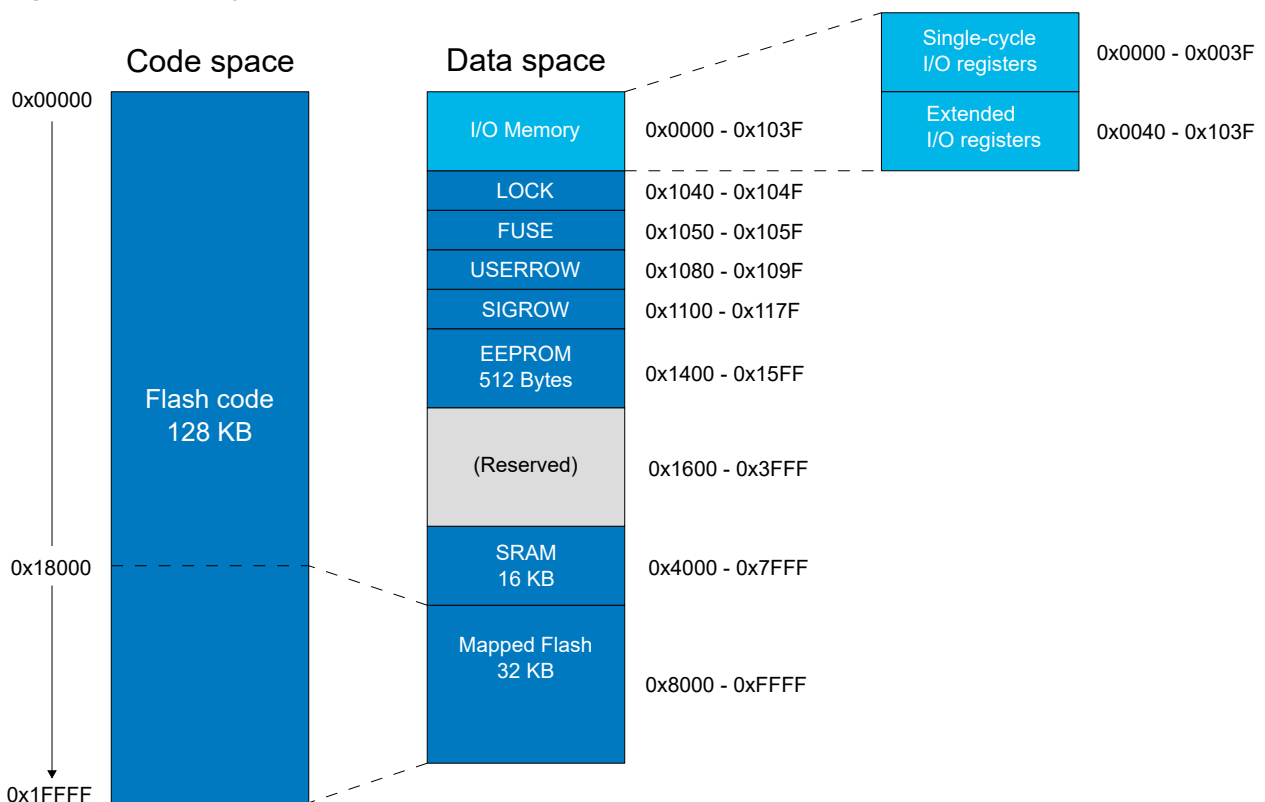 Code space
0x00000
Flash code
128 KB
0x18000
0x1FFFF
Data space
I/O Memory
0x0000 - 0x103F
LOCK
0x1040 - 0x104F
FUSE
0x1050 - 0x105F
USERROW
0x1080 - 0x109F
SIGROW
0x1100 - 0x117F
EEPROM
512 Bytes
0x1400 - 0x15FF
(Reserved)
0x1600 - 0x3FFF
SRAM
16 KB
0x4000 - 0x7FFF
Mapped Flash
32 KB
0x8000 - 0xFFFF
Single-cycle
I/O registers
0x0000 - 0x003F
Extended
I/O registers
0x0040 - 0x103F